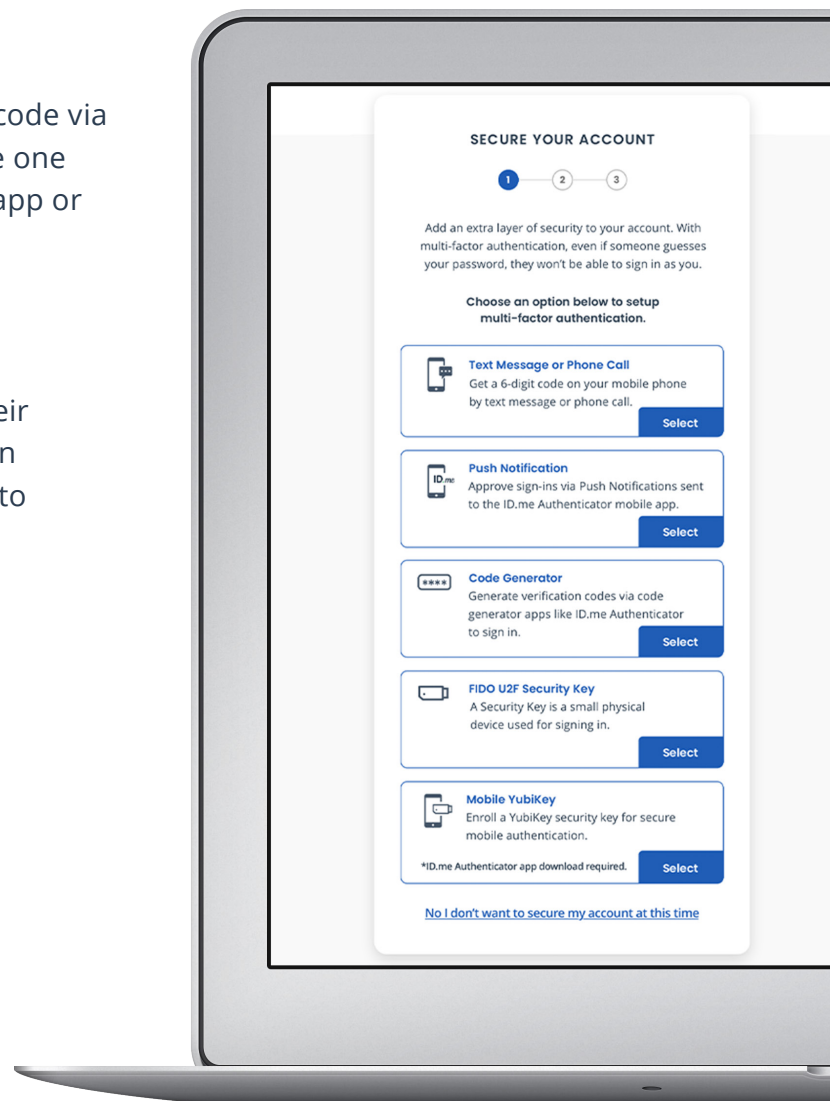 code via
e one
app or
eir
n
to
SECURE YOUR ACCOUNT
1 2 3
Add an extra layer of security to your account. With
multi-factor authentication, even if someone guesses
your password, they won't be able to sign in as you.
Choose an option below to setup
multi-factor authentication.
Text Message or Phone Call
Get a 6-digit code on your mobile phone
by text message or phone call.
Select
ID.me
Push Notification
Approve sign-ins via Push Notifications sent
to the ID.me Authenticator mobile app.
Select
****
Code Generator
Generate verification codes via code
generator apps like ID.me Authenticator
to sign in.
Select
FIDO U2F Security Key
A Security Key is a small physical
device used for signing in.
Select
Mobile YubiKey
Enroll a YubiKey security key for secure
mobile authentication.
*ID.me Authenticator app download required.
Select
No I don't want to secure my account at this time